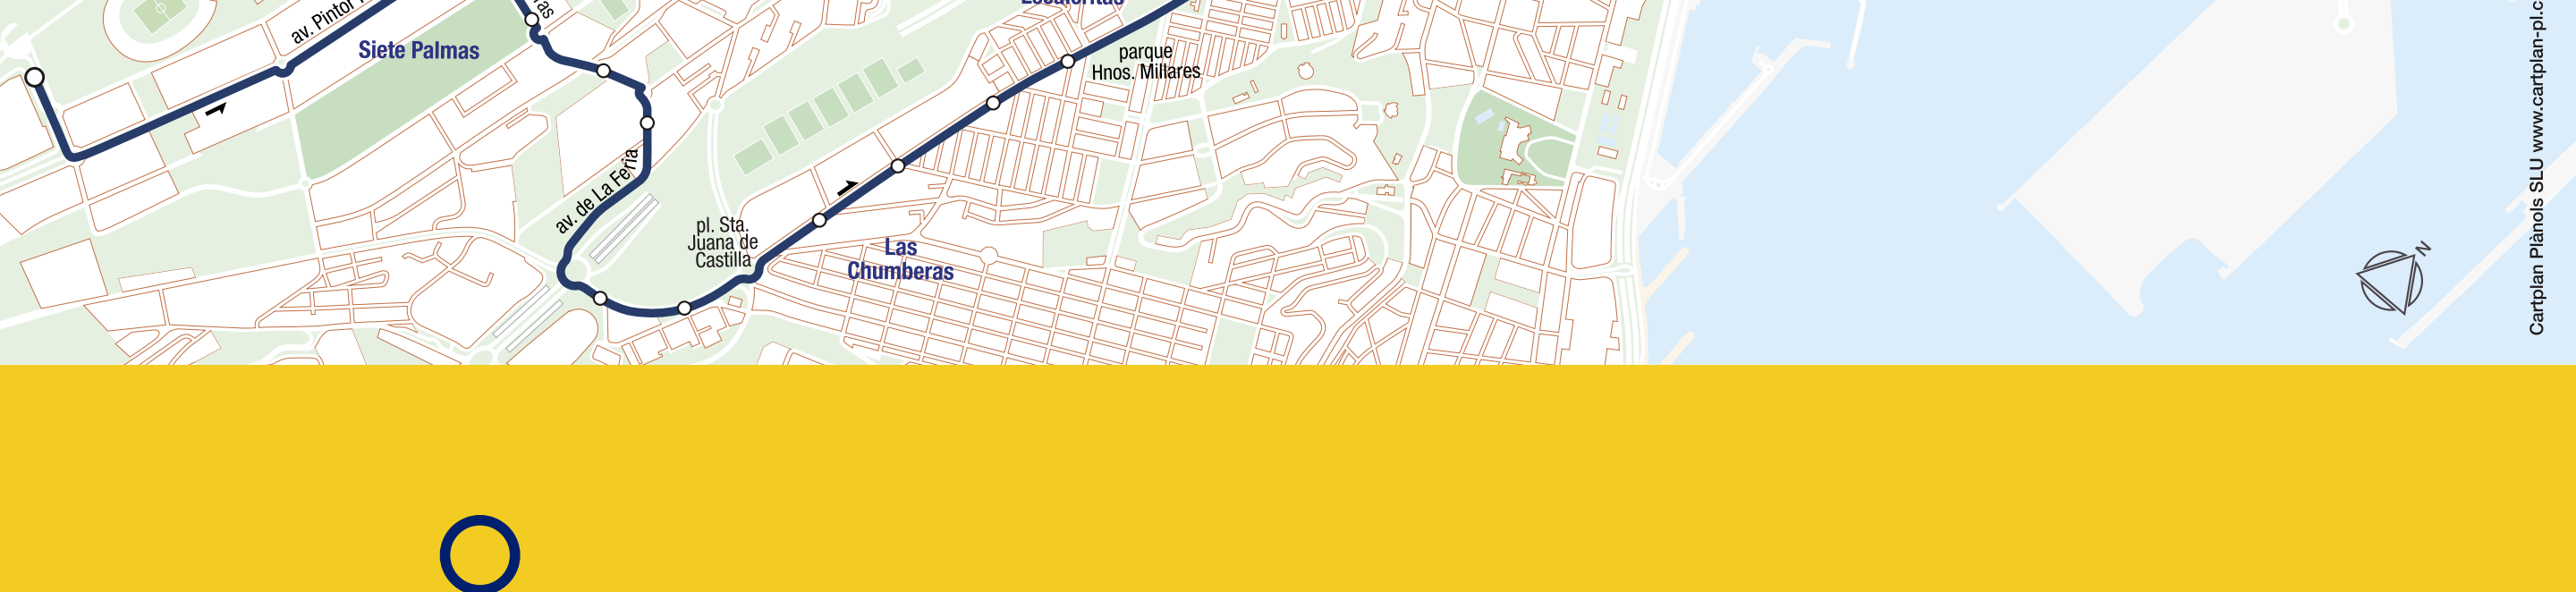 av. Pintor
Siete Palmas
ras
parque
Hnos. Millares
av. de La Feria
pl. Sta.
Juana de
Castilla
Las
Chumberas
N
Cartplan Plànols SLU www.cartplan-pl.c